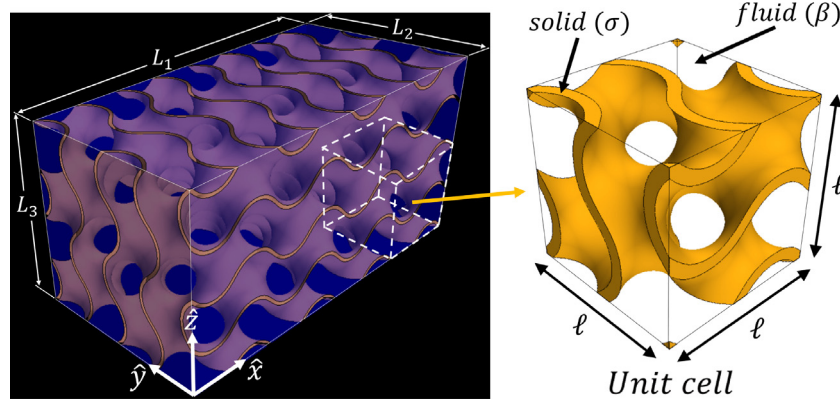 L₁
L₂
L₃
ẑ
ŷ
x̂
solid (σ)
fluid (β)
ℓ
ℓ
ℓ
Unit cell